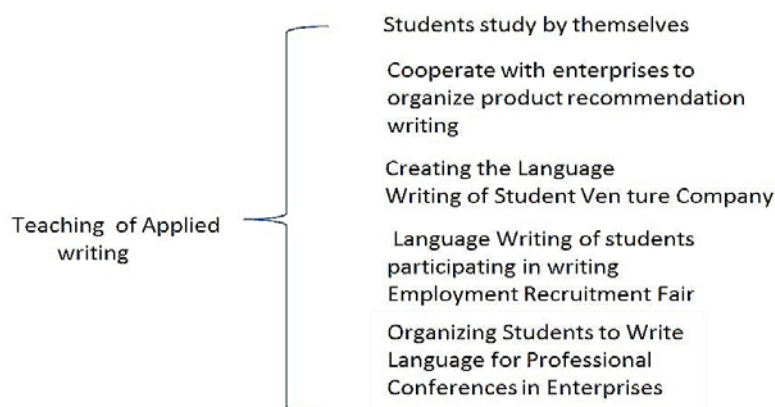 Students study by themselves
Cooperate with enterprises to
organize product recommendation
writing
Creating the Language
Writing of Student Ven ture Company
Teaching of Applied
writing
Language Writing of students
participating in writing
Employment Recruitment Fair
Organizing Students to Write
Language for Professional
Conferences in Enterprises